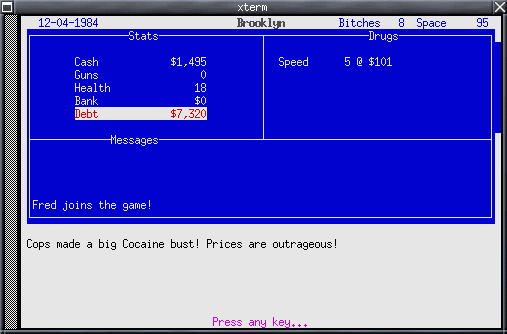 xterm
12-04-1984 Brooklyn Bitches 8 Space 95
Stats Drugs
Cash $1,495 Speed 5 @ $101
Guns 0
Health 18
Bank $0
Debt $7,320
Messages
Fred joins the game!
Cops made a big Cocaine bust! Prices are outrageous!
Press any key...